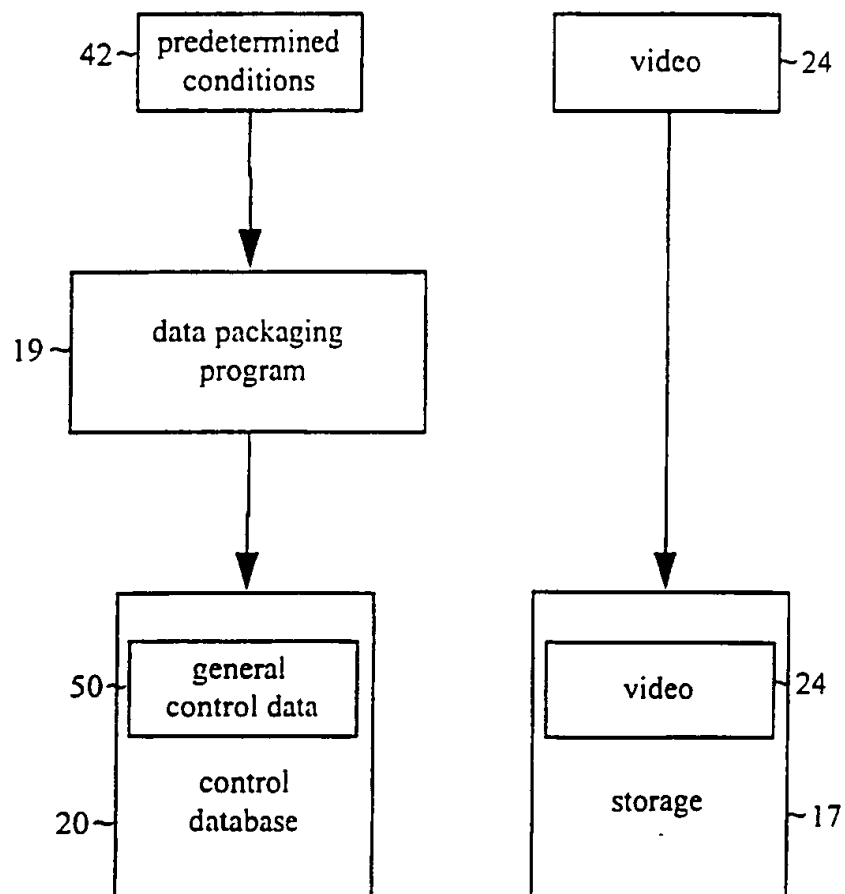 42
predetermined
conditions
video
24
19
data packaging
program
50
general
control data
video
24
control
database
20
storage
17